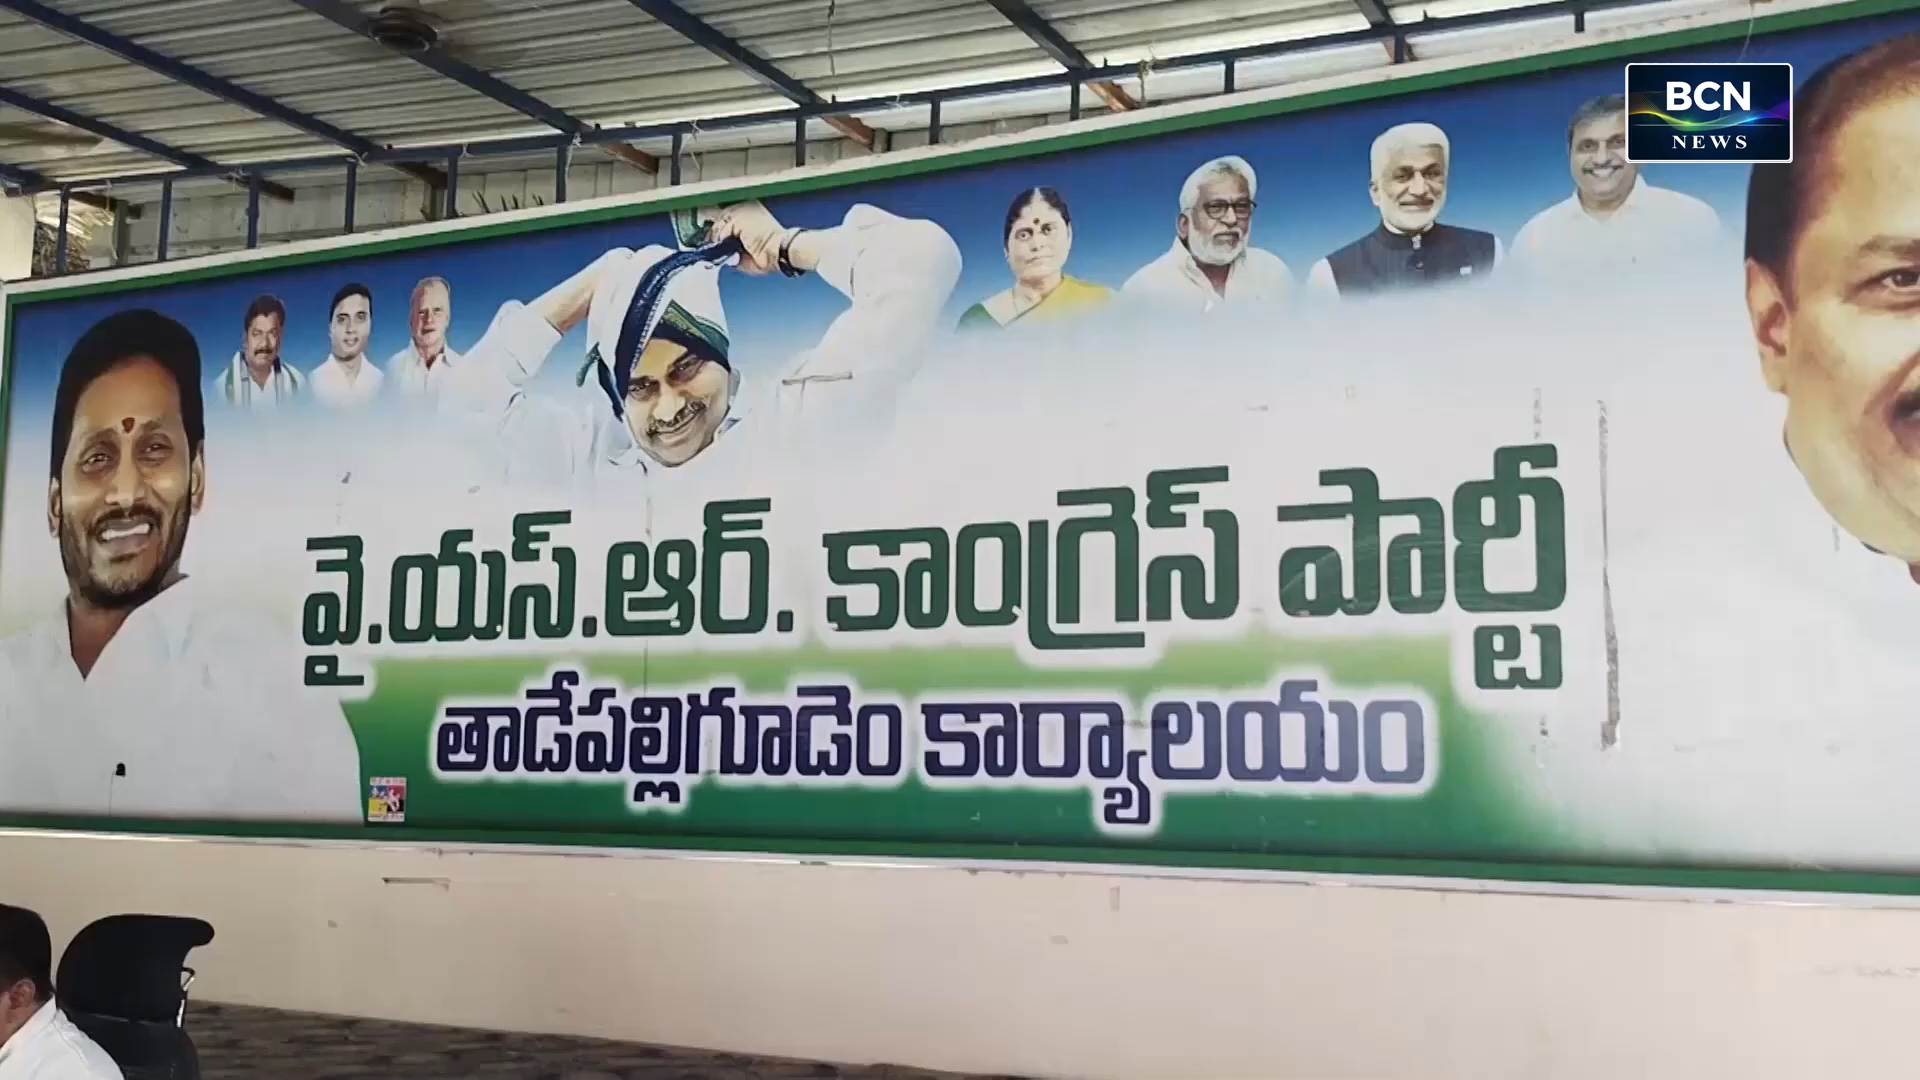 BCN
NEWS
వై.యస్.ఆర్. కాంగ్రెస్ పార్టీ
తాడేపల్లిగూడెం కార్యాలయం